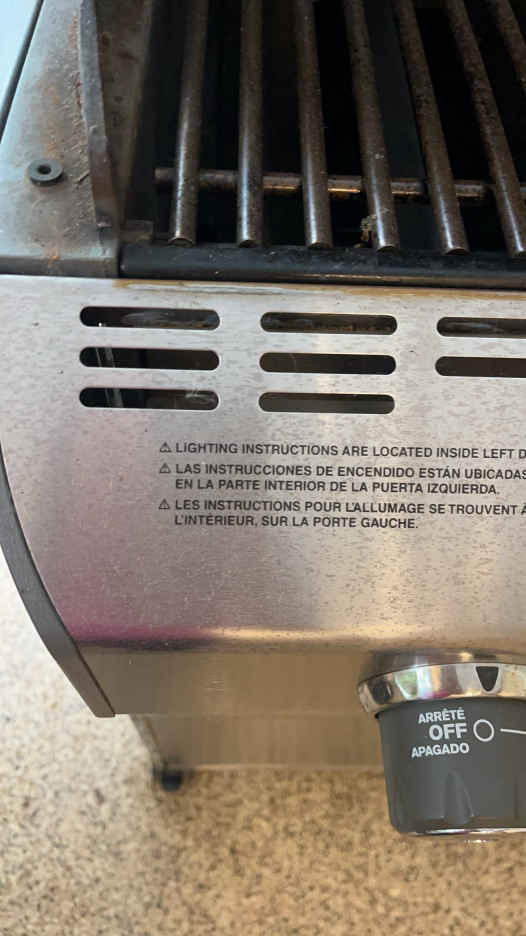 ⚠ LIGHTING INSTRUCTIONS ARE LOCATED INSIDE LEFT
⚠ LAS INSTRUCCIONES DE ENCENDIDO ESTÁN UBICADAS
EN LA PARTE INTERIOR DE LA PUERTA IZQUIERDA.
⚠ LES INSTRUCTIONS POUR L'ALLUMAGE SE TROUVENT À
L'INTÉRIEUR, SUR LA PORTE GAUCHE.
ARRÊTÉ
OFF
APAGADO